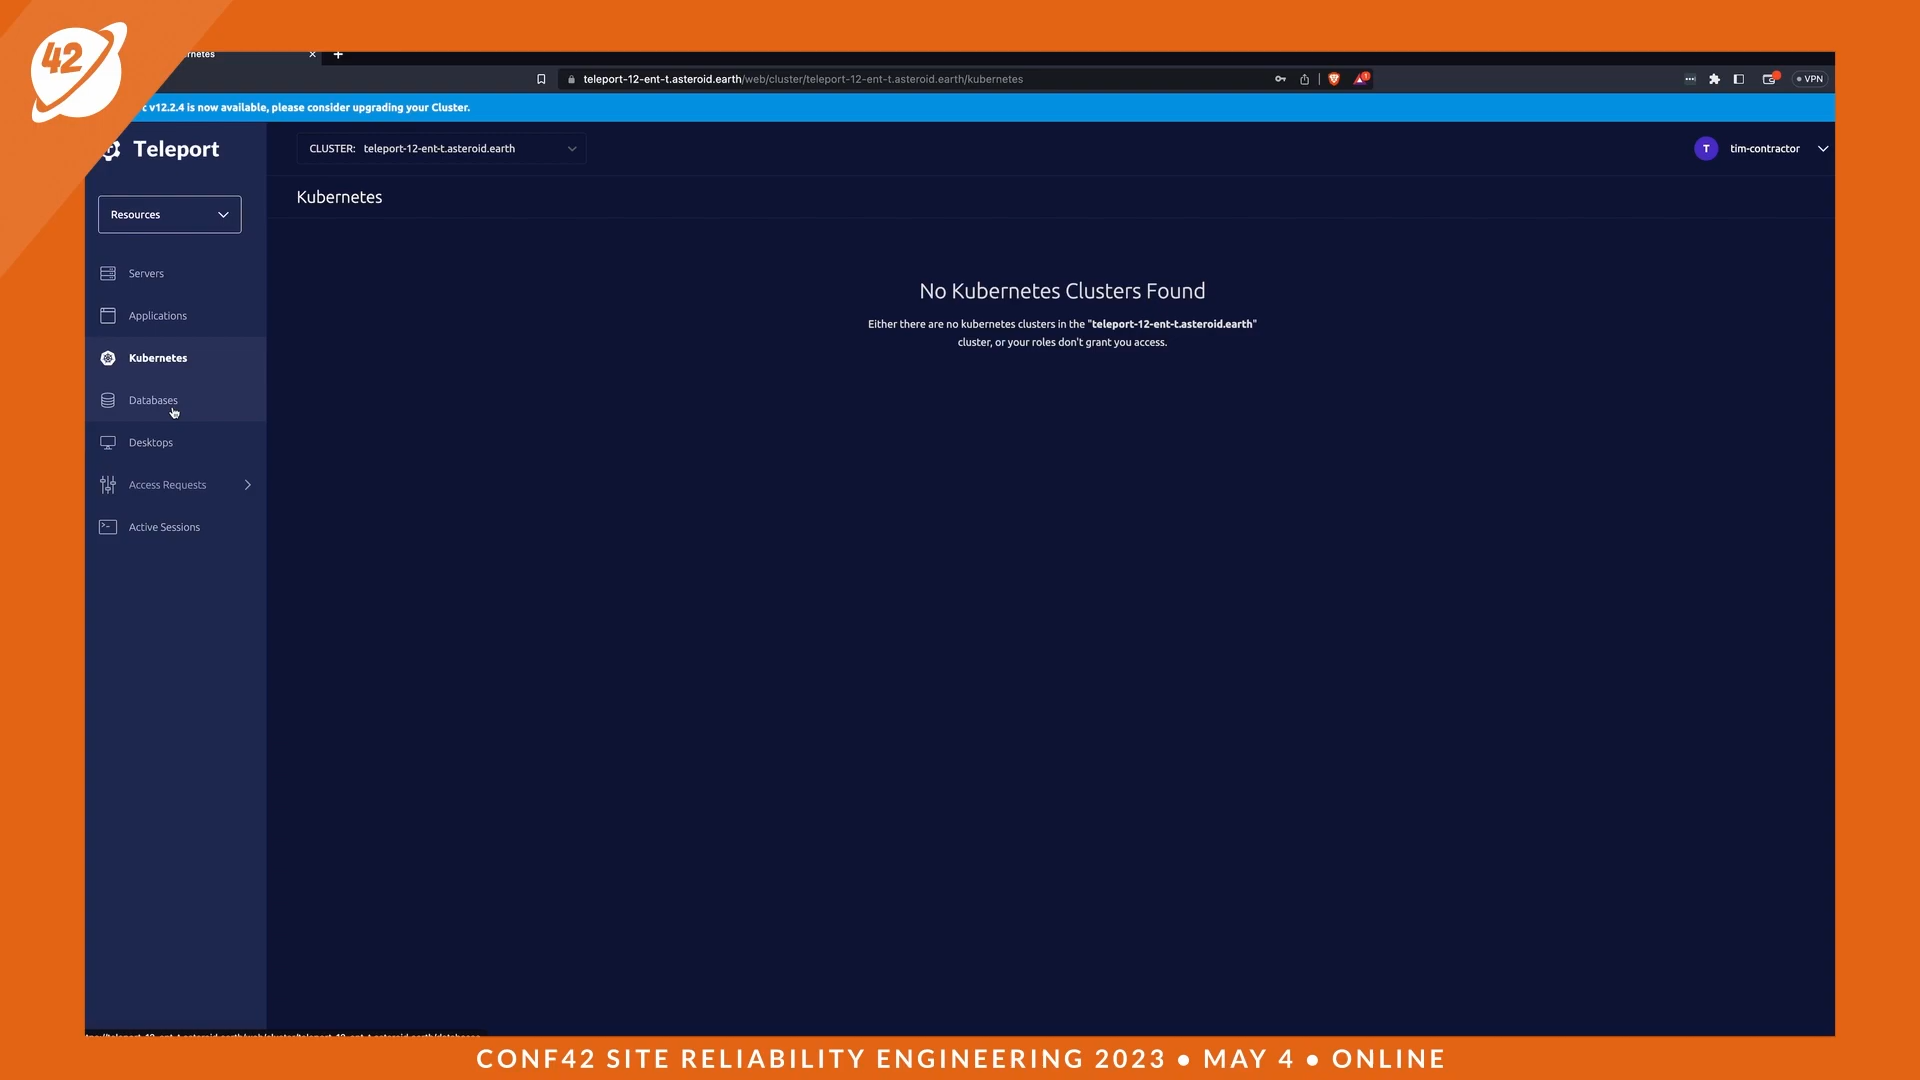 42
teleport-12-ent-t.asteroid.earth/web/cluster/teleport-12-ent-t.asteroid.earth/kubernetes
1
VPN
v12.2.4 is now available, please consider upgrading your Cluster.
Teleport
CLUSTER: teleport-12-ent-t.asteroid.earth
T
tim-contractor
Resources
Kubernetes
Servers
Applications
Kubernetes
Databases
Desktops
Access Requests
Active Sessions
No Kubernetes Clusters Found
Either there are no kubernetes clusters in the "teleport-12-ent-t.asteroid.earth"
cluster, or your roles don't grant you access.
CONF42 SITE RELIABILITY ENGINEERING 2023 • MAY 4 • ONLINE